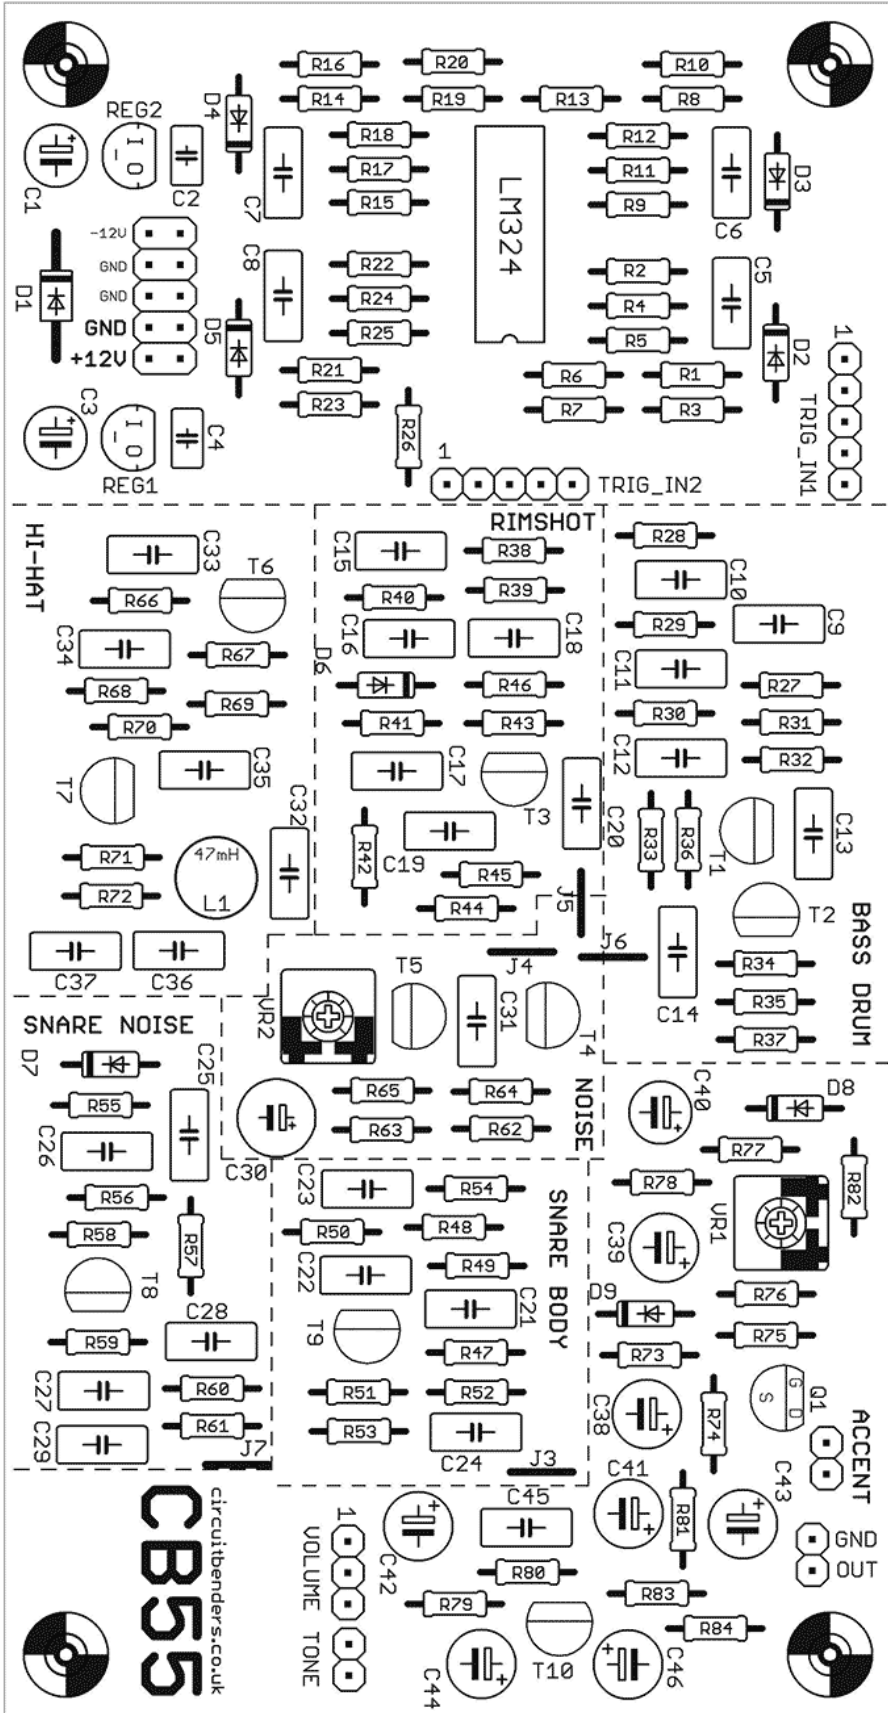 R16
R20
R10
R14
R19
R13
R8
REG2
D4
I
O
C1
C2
R18
R17
R15
C7
LM324
R12
R11
R9
C6
D3
-12V
GND
GND
GND
+12V
D1
C8
D5
R22
R24
R25
R2
R4
R5
C5
D2
R21
R23
R6
R1
R7
R3
R26
C3
I
O
REG1
C4
1
TRIG_IN2
1
TRIG_IN1
HI-HAT
C33
T6
R66
C34
R67
R68
R69
R70
C35
T7
C32
R71
R72
47mH
L1
C37
C36
RIMSHOT
C15
R38
R40
R39
C16
C18
D6
R46
R41
R43
C17
T3
C20
C19
R42
R45
R44
J5
R28
C10
R29
C9
C11
R27
R30
R31
C12
R32
R33
R36
T1
C13
T2
BASS DRUM
J6
C14
R34
R35
R37
J4
VR2
T5
C31
T4
R65
R64
R63
R62
C30
NOISE
SNARE NOISE
D7
R55
C25
C26
R56
R58
R57
T8
C28
R59
C27
R60
C29
R61
J7
C23
R54
R50
R48
C22
R49
C21
T9
R47
R51
R52
R53
C24
J3
SNARE BODY
C40
D8
R77
R78
R82
VR1
C39
R76
D9
R75
R73
C38
R74
G
S
D
Q1
ACCENT
C41
R81
C43
GND
OUT
C45
C42
R80
R79
R83
R84
T10
C44
C46
1
VOLUME
TONE
circuitbenders.co.uk
CB55